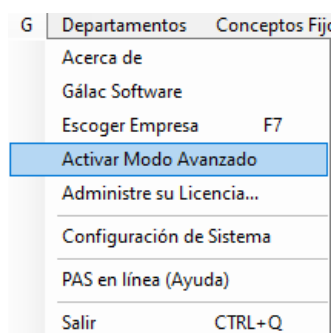 G Departamentos Conceptos Fijo
Acerca de
Gálac Software
Escoger Empresa F7
Activar Modo Avanzado
Administre su Licencia...
Configuración de Sistema
PAS en línea (Ayuda)
Salir CTRL+Q